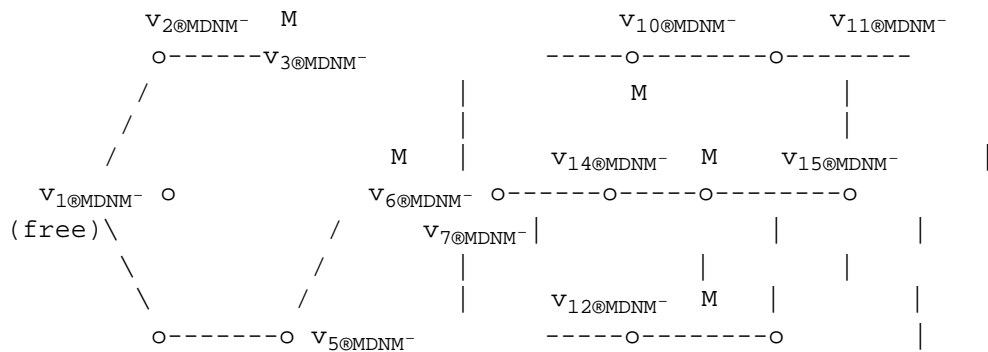 v2®MDNM- M v10®MDNM- v11®MDNM-
v3®MDNM-
M
M v14®MDNM- M v15®MDNM-
v1®MDNM- v6®MDNM-
(free) v7®MDNM-
v12®MDNM- M
v5®MDNM-